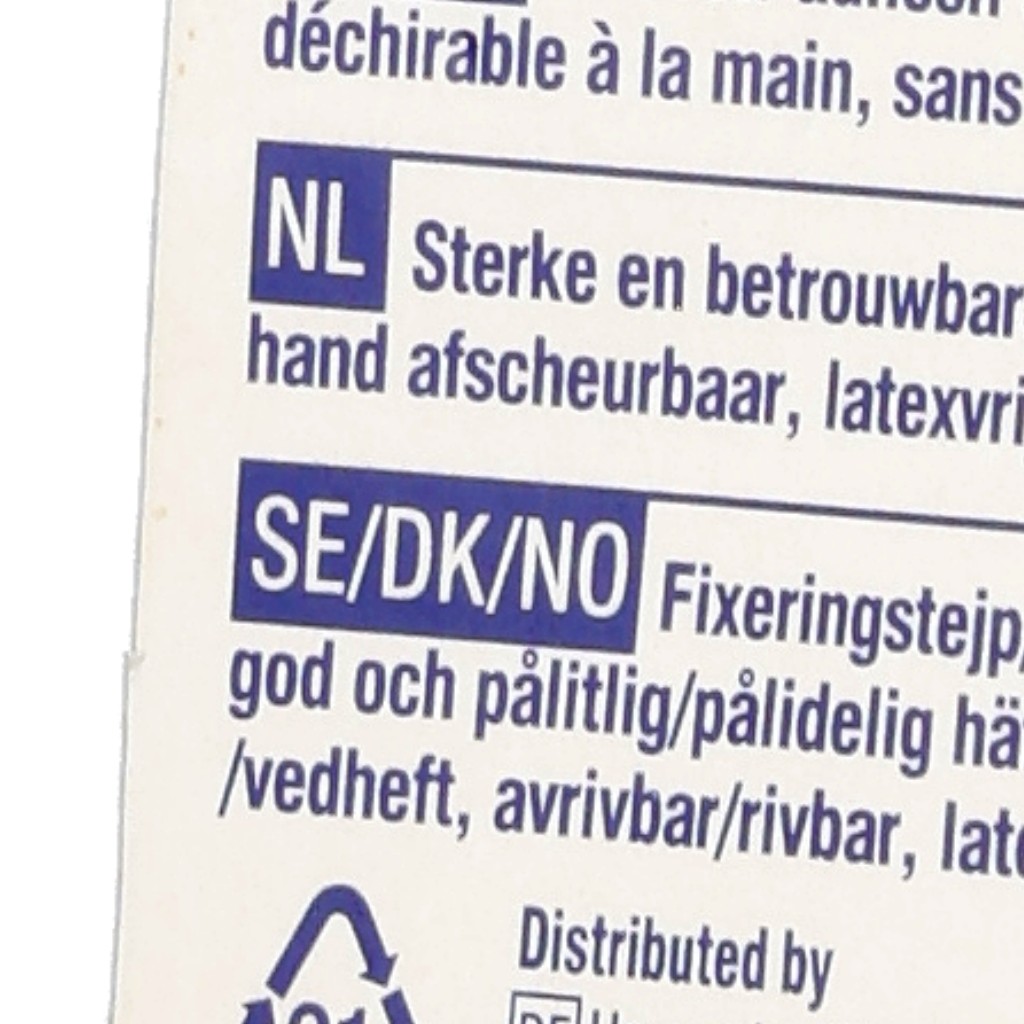 déchirable à la main, sans
NL Sterke en betrouwbar
hand afscheurbaar, latexvri
SE/DK/NO Fixeringstejp/
god och pålitlig/pålidelig hä
/vedheft, avrivbar/rivbar, late
Distributed by